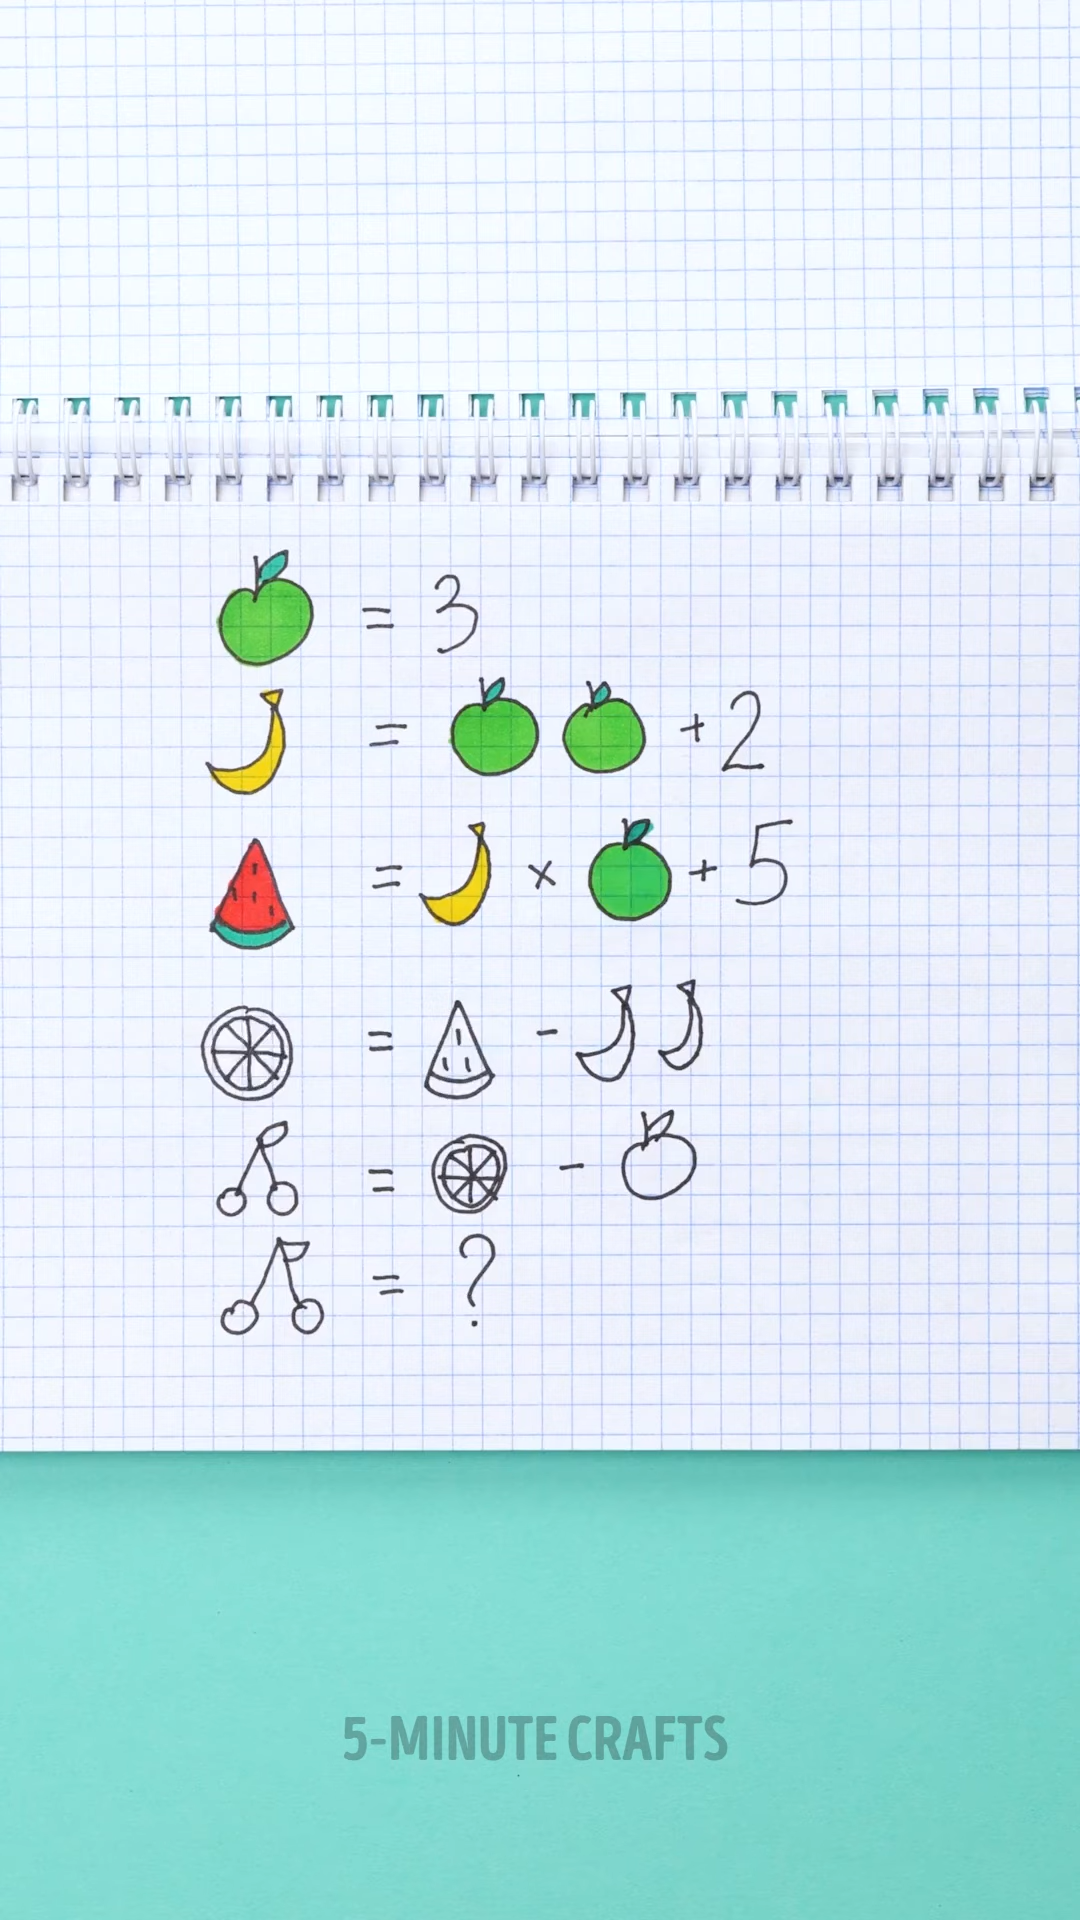 = 3
= + 2
= x + 5
= -
= -
= ?
5-MINUTE CRAFTS